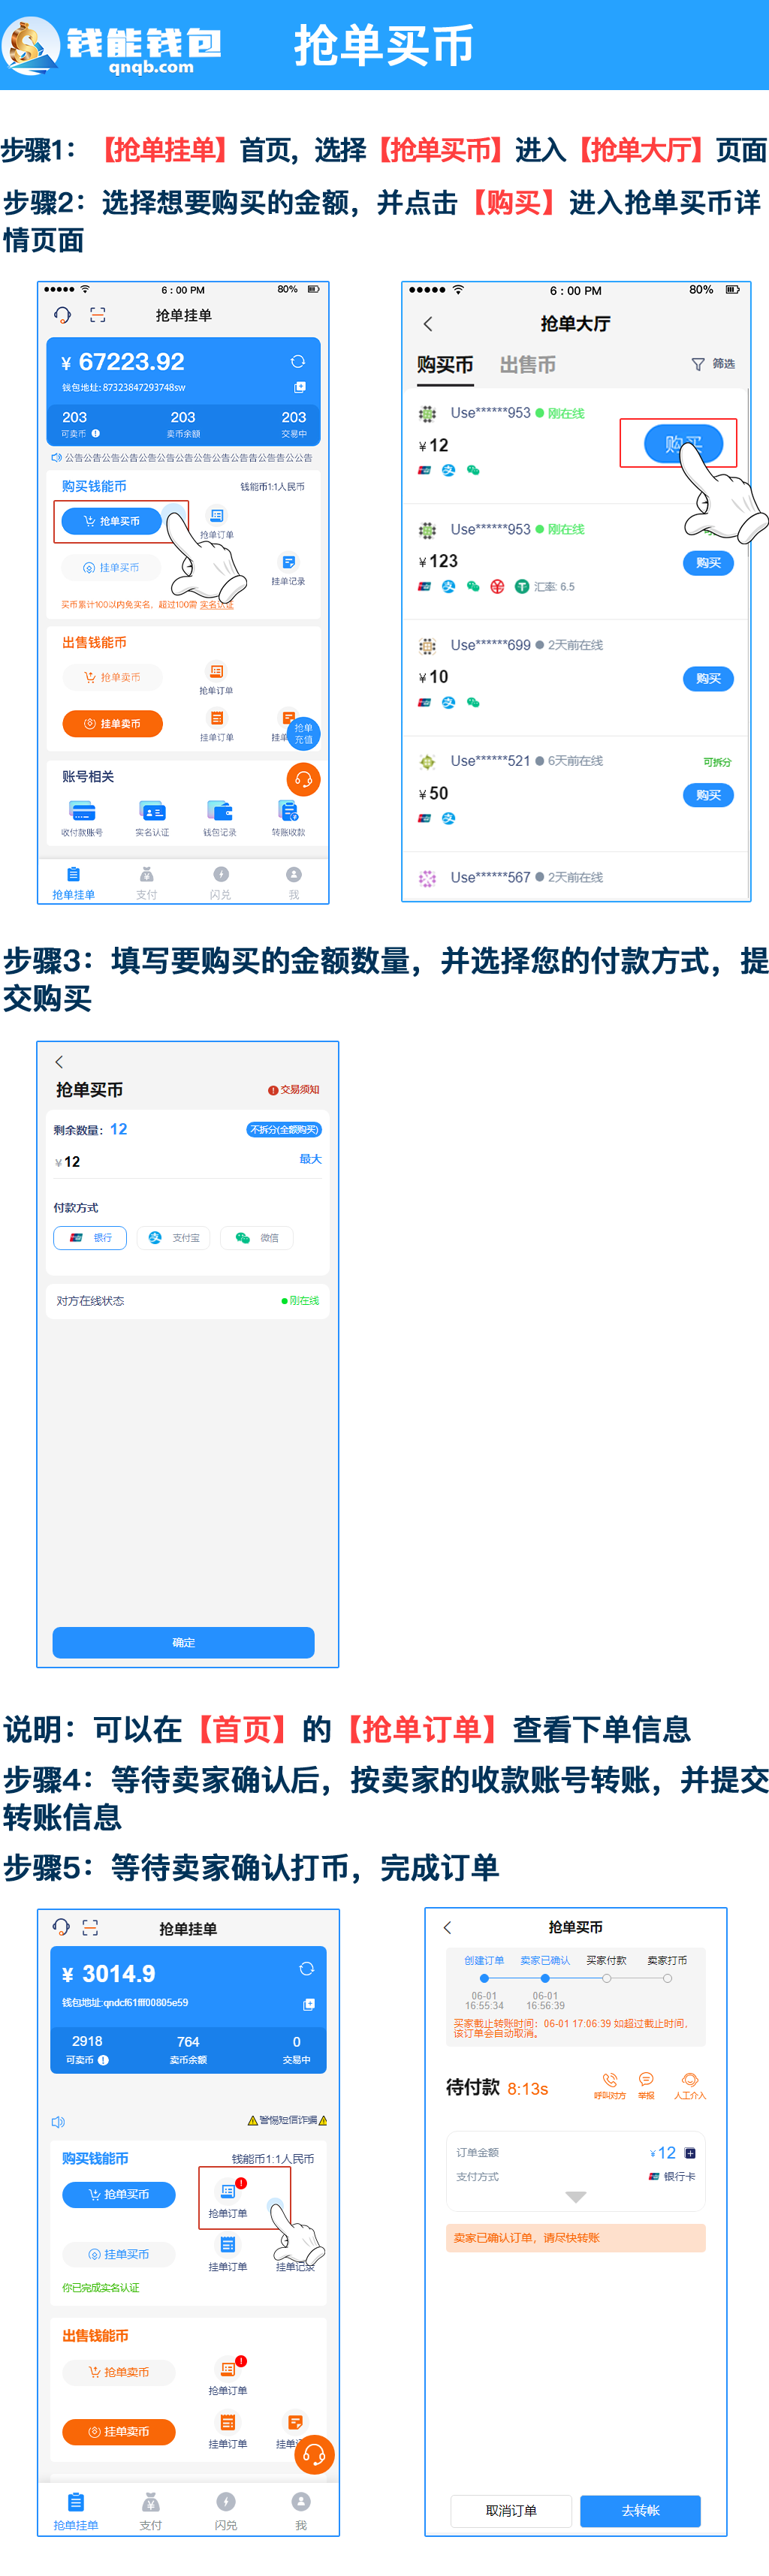 钱能钱包
qnqb.com
抢单买币
步骤1：【抢单挂单】首页，选择【抢单买币】进入【抢单大厅】页面
步骤2：选择想要购买的金额，并点击【购买】进入抢单买币详
情页面
6：00 PM 80%
抢单挂单
¥ 67223.92
钱包地址: 87323847293748sw
203 203 203
可卖币 卖币余额 交易中
公告公告公告公告公告公告公告公告公告公告公告公告公告
购买钱能币 钱能币1:1人民币
抢单买币 抢单订单
挂单买币 挂单记录
买币累计100以内免实名，超过100需 实名认证
出售钱能币
抢单卖币 抢单订单
挂单卖币 挂单订单 挂单
抢单
充值
账号相关
收付款账号 实名认证 钱包记录 转账收款
抢单挂单 支付 闪兑 我
6：00 PM 80%
抢单大厅
购买币 出售币 筛选
Use******953 刚在线
¥12 购买
Use******953 刚在线
¥123 购买
汇率: 6.5
Use******699 2天前在线
¥10 购买
Use******521 6天前在线 可拆分
¥50 购买
Use******567 2天前在线
步骤3：填写要购买的金额数量，并选择您的付款方式，提
交购买
抢单买币 交易须知
剩余数量：12 不拆分(全额购买)
¥12 最大
付款方式
银行 支付宝 微信
对方在线状态 刚在线
确定
说明：可以在【首页】的【抢单订单】查看下单信息
步骤4：等待卖家确认后，按卖家的收款账号转账，并提交
转账信息
步骤5：等待卖家确认打币，完成订单
抢单挂单
¥ 3014.9
钱包地址:qndcf61fff00805e59
2918 764 0
可卖币 卖币余额 交易中
警惕短信诈骗
购买钱能币 钱能币1:1人民币
抢单买币 抢单订单
挂单买币 挂单订单 挂单记录
你已完成实名认证
出售钱能币
抢单卖币 抢单订单
挂单卖币 挂单订单 挂单
抢单挂单 支付 闪兑 我
抢单买币
创建订单 卖家已确认 买家付款 卖家打币
06-01 06-01
16:55:34 16:56:39
买家截止转账时间：06-01 17:06:39 如超过截止时间，
该订单会自动取消。
待付款 8:13s 呼叫对方 举报 人工介入
订单金额 ¥12
支付方式 银行卡
卖家已确认订单，请尽快转账
取消订单 去转帐